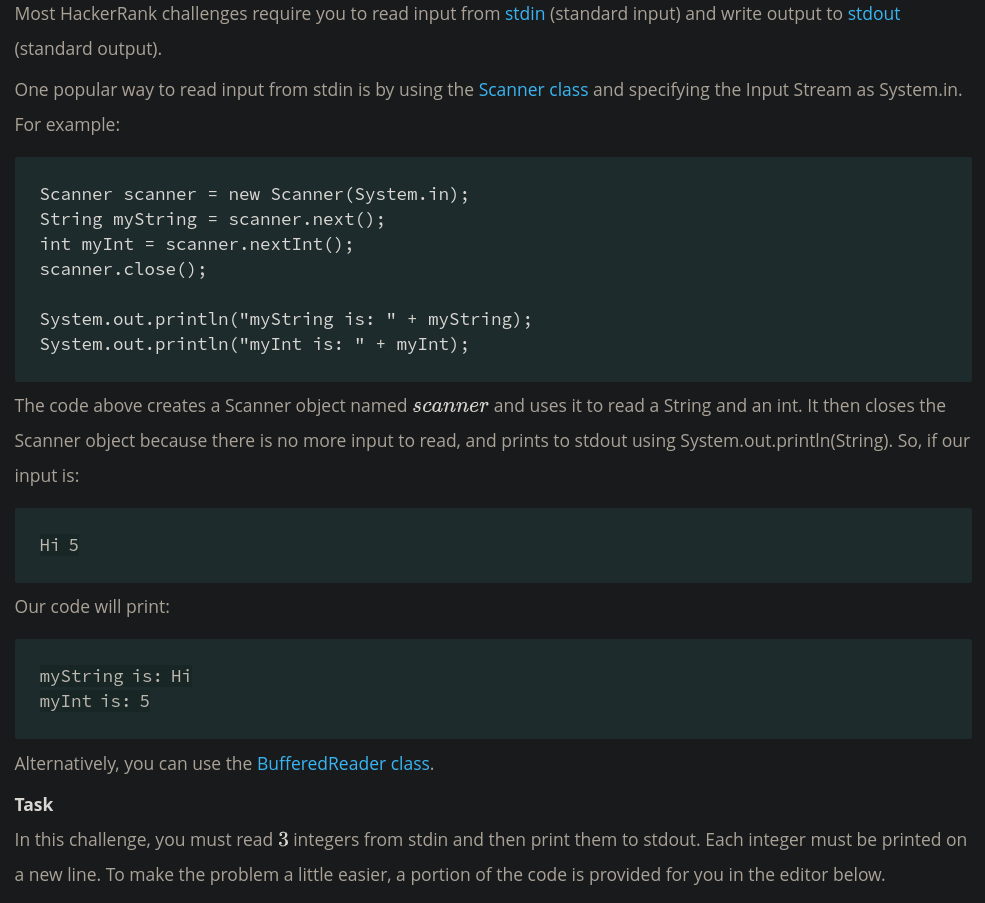 Most HackerRank challenges require you to read input from stdin (standard input) and write output to stdout
(standard output).
One popular way to read input from stdin is by using the Scanner class and specifying the Input Stream as System.in.
For example:
Scanner scanner = new Scanner(System.in);
String myString = scanner.next();
int myInt = scanner.nextInt();
scanner.close();
System.out.println("myString is: " + myString);
System.out.println("myInt is: " + myInt);
The code above creates a Scanner object named scanner and uses it to read a String and an int. It then closes the
Scanner object because there is no more input to read, and prints to stdout using System.out.println(String). So, if our
input is:
Hi 5
Our code will print:
myString is: Hi
myInt is: 5
Alternatively, you can use the BufferedReader class.
Task
In this challenge, you must read 3 integers from stdin and then print them to stdout. Each integer must be printed on
a new line. To make the problem a little easier, a portion of the code is provided for you in the editor below.